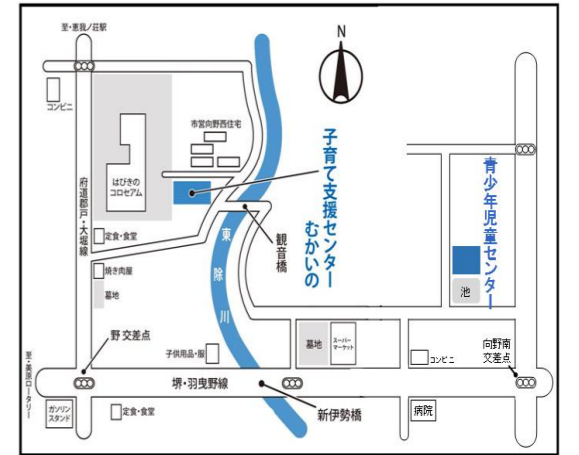 至・恵我ノ荘駅
N
コンビニ
市営向野西住宅
はびきの
コロセアム
子育て支援センター
むかいの
青少年児童センター
府道郡戸・大堀線
定食・食堂
観音橋
東除川
焼き肉屋
墓地
池
野 交差点
子供用品・服
墓地
スーパー
マーケット
コンビニ
向野南
交差点
至・美原ロータリー
堺・羽曳野線
新伊勢橋
ガソリン
スタンド
定食・食堂
病院